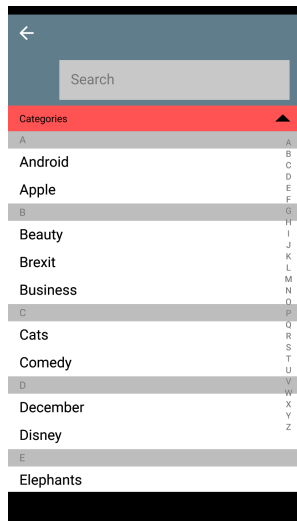 Search
Categories
A
Android
Apple
B
Beauty
Brexit
Business
C
Cats
Comedy
D
December
Disney
E
Elephants
A
B
C
D
E
F
G
H
I
J
K
L
M
N
O
P
Q
R
S
T
U
V
W
X
Y
Z